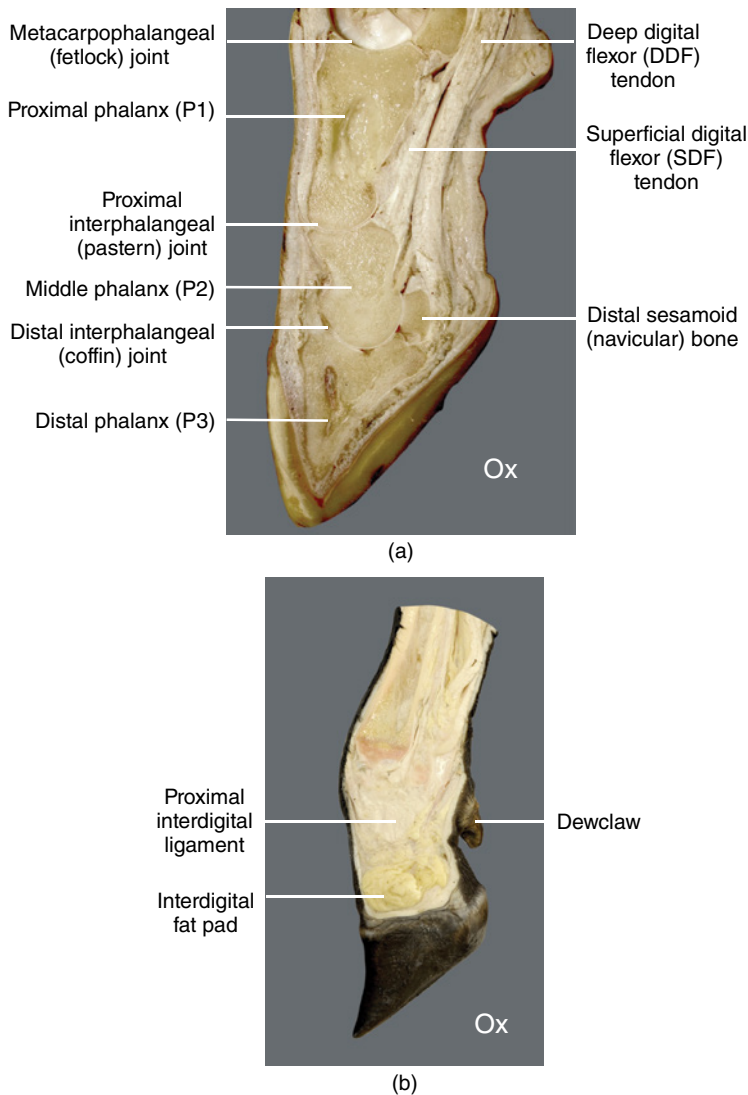 Metacarpophalangeal
(fetlock) joint
Proximal phalanx (P1)
Proximal
interphalangeal
(pastern) joint
Middle phalanx (P2)
Distal interphalangeal
(coffin) joint
Distal phalanx (P3)
Deep digital
flexor (DDF)
tendon
Superficial digital
flexor (SDF)
tendon
Distal sesamoid
(navicular) bone
Ox
(a)
Proximal
interdigital
ligament
Interdigital
fat pad
Dewclaw
Ox
(b)